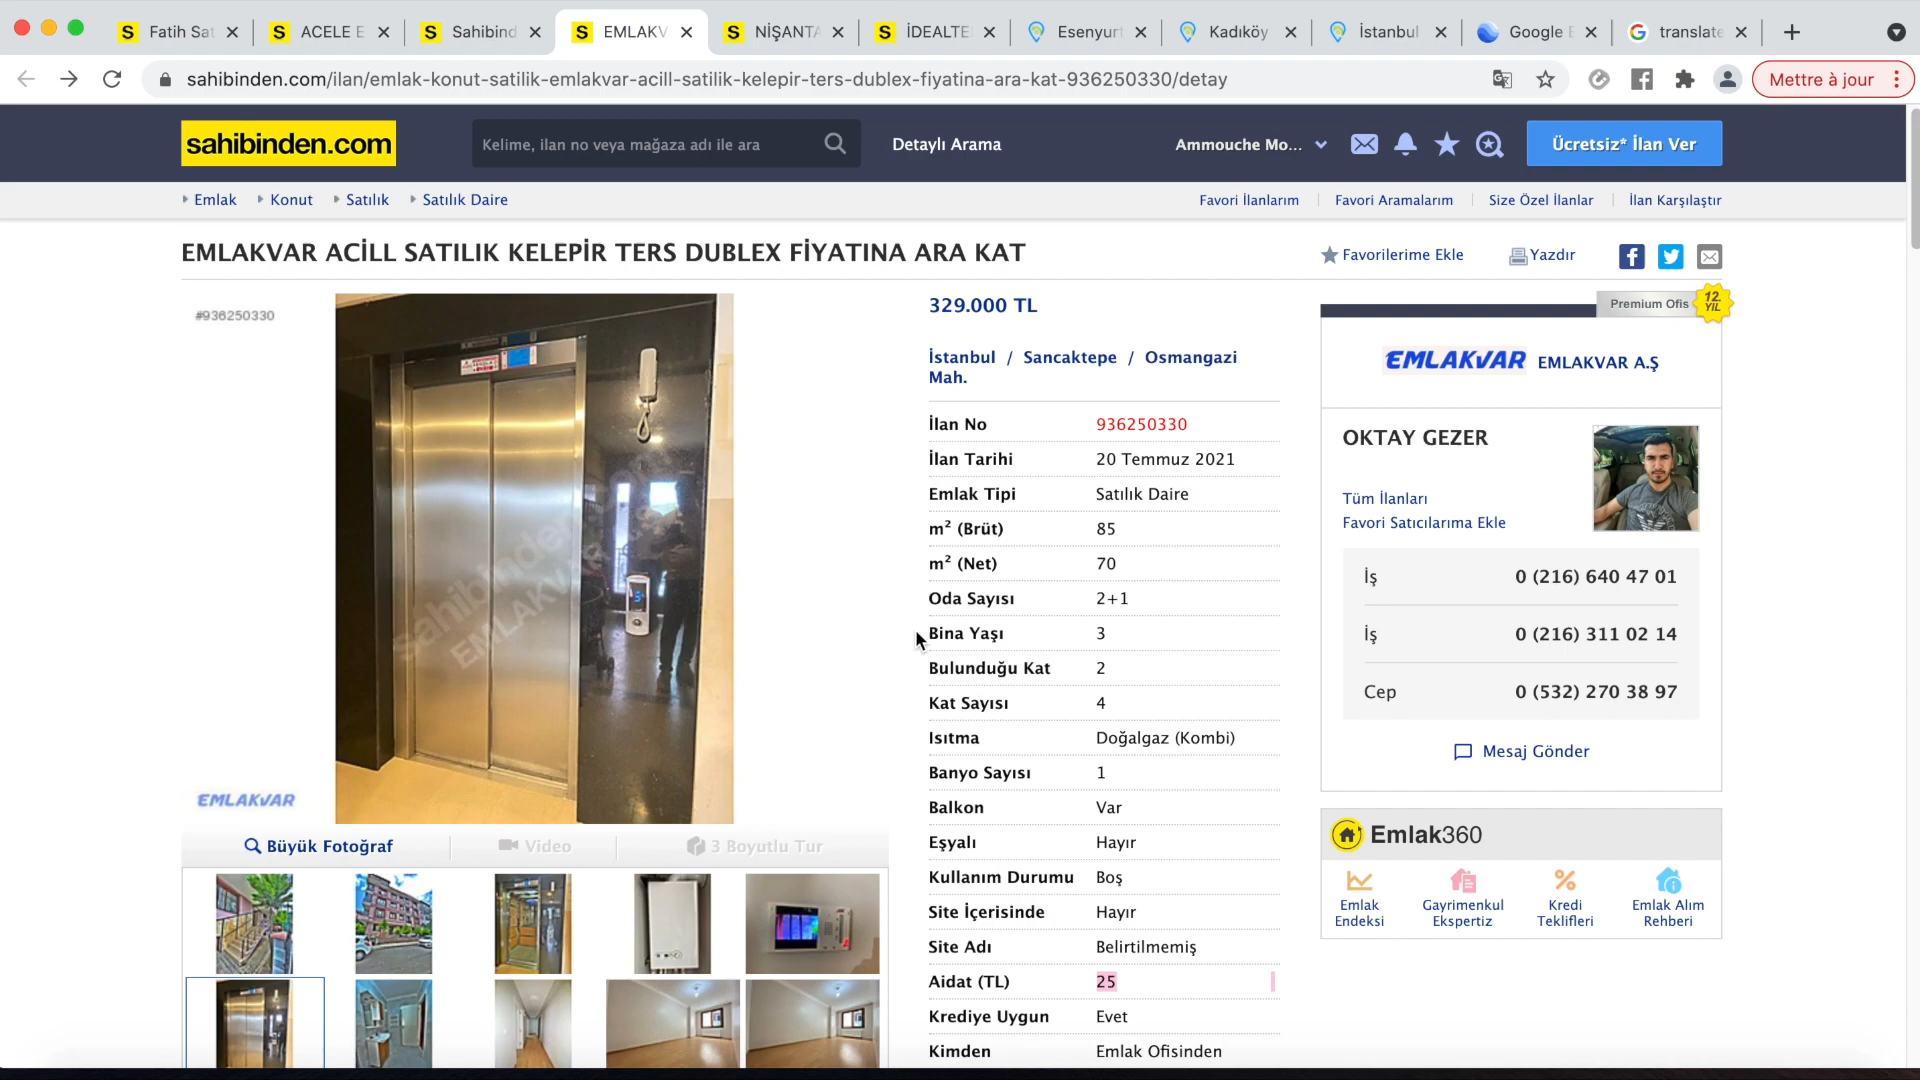 Fatih Sat
ACELE E
Sahibind
EMLAKV
NİŞANTA
İDEALTE
Esenyurt
Kadıköy
İstanbul
Google E
translate
sahibinden.com/ilan/emlak-konut-satilik-emlakvar-acill-satilik-kelepir-ters-dublex-fiyatina-ara-kat-936250330/detay
Mettre à jour
sahibinden.com
Kelime, ilan no veya mağaza adı ile ara
Detaylı Arama
Ammouche Mo...
Ücretsiz* İlan Ver
Emlak
Konut
Satılık
Satılık Daire
Favori İlanlarım
Favori Aramalarım
Size Özel İlanlar
İlan Karşılaştır
EMLAKVAR ACİLL SATILIK KELEPİR TERS DUBLEX FİYATINA ARA KAT
Favorilerime Ekle
Yazdır
#936250330
sahibinden
EMLAKVAR
EMLAKVAR
Büyük Fotoğraf
Video
3 Boyutlu Tur
329.000 TL
İstanbul / Sancaktepe / Osmangazi
Mah.
İlan No 936250330
İlan Tarihi 20 Temmuz 2021
Emlak Tipi Satılık Daire
m² (Brüt) 85
m² (Net) 70
Oda Sayısı 2+1
Bina Yaşı 3
Bulunduğu Kat 2
Kat Sayısı 4
Isıtma Doğalgaz (Kombi)
Banyo Sayısı 1
Balkon Var
Eşyalı Hayır
Kullanım Durumu Boş
Site İçerisinde Hayır
Site Adı Belirtilmemiş
Aidat (TL) 25
Krediye Uygun Evet
Kimden Emlak Ofisinden
Premium Ofis
12.
YIL
EMLAKVAR EMLAKVAR A.Ş
OKTAY GEZER
Tüm İlanları
Favori Satıcılarıma Ekle
İş 0 (216) 640 47 01
İş 0 (216) 311 02 14
Cep 0 (532) 270 38 97
Mesaj Gönder
Emlak360
Emlak
Endeksi
Gayrimenkul
Ekspertiz
Kredi
Teklifleri
Emlak Alım
Rehberi